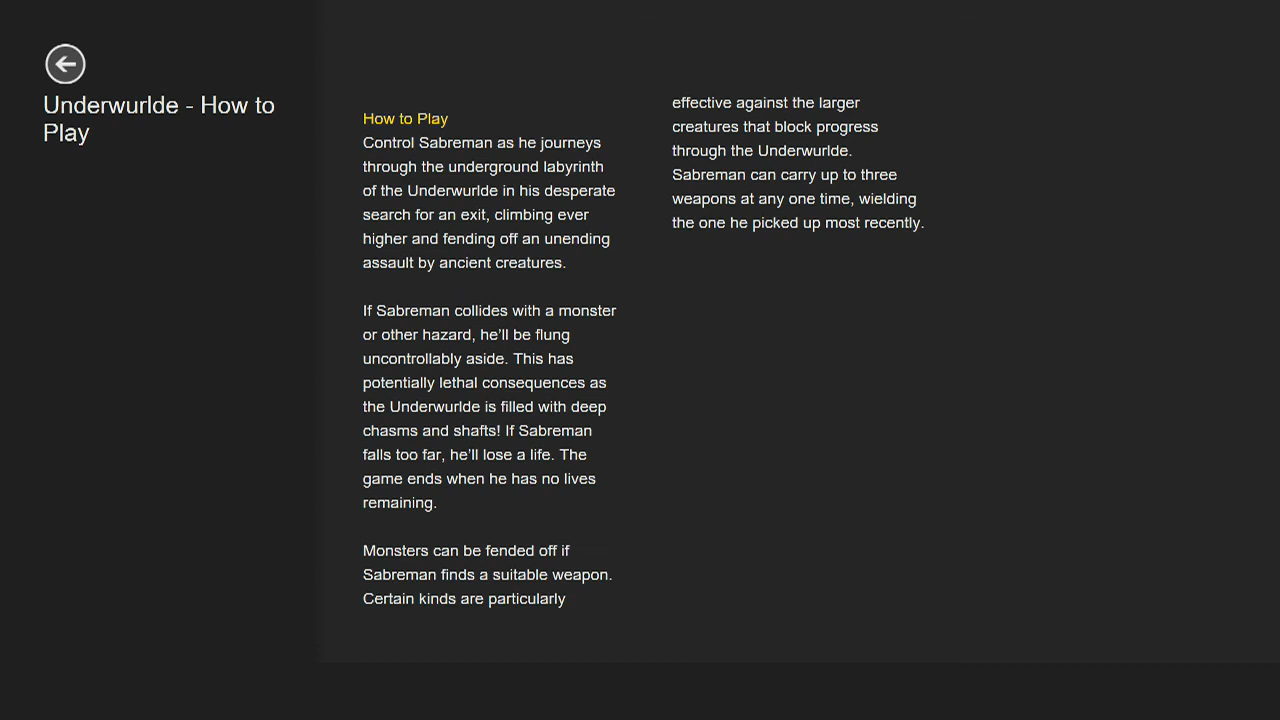 Underwurlde - How to
Play
How to Play
Control Sabreman as he journeys
through the underground labyrinth
of the Underwurlde in his desperate
search for an exit, climbing ever
higher and fending off an unending
assault by ancient creatures.
If Sabreman collides with a monster
or other hazard, he’ll be flung
uncontrollably aside. This has
potentially lethal consequences as
the Underwurlde is filled with deep
chasms and shafts! If Sabreman
falls too far, he’ll lose a life. The
game ends when he has no lives
remaining.
Monsters can be fended off if
Sabreman finds a suitable weapon.
Certain kinds are particularly
effective against the larger
creatures that block progress
through the Underwurlde.
Sabreman can carry up to three
weapons at any one time, wielding
the one he picked up most recently.